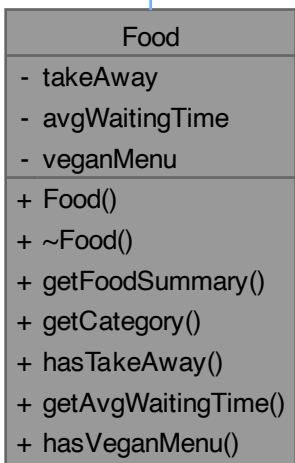 Food
- takeAway
- avgWaitingTime
- veganMenu
+ Food()
+ ~Food()
+ getFoodSummary()
+ getCategory()
+ hasTakeAway()
+ getAvgWaitingTime()
+ hasVeganMenu()